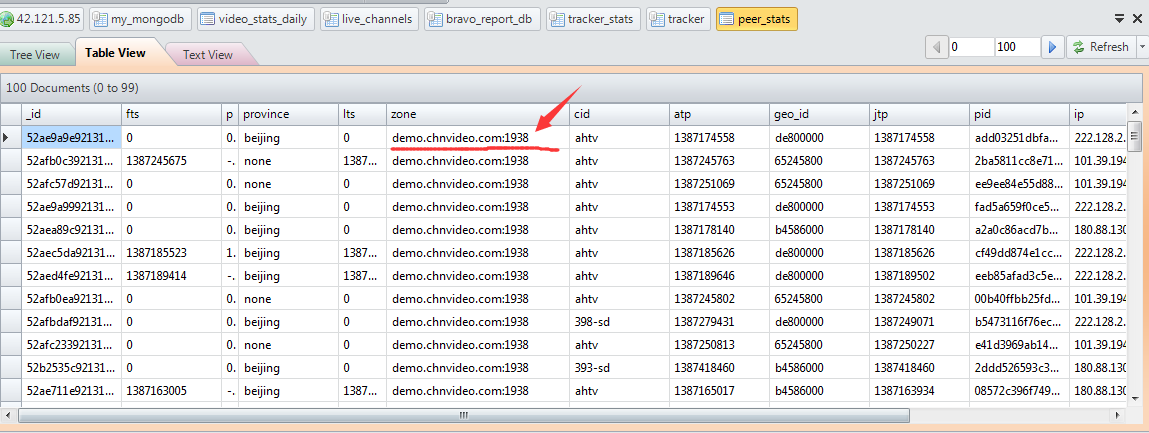 42.121.5.85 my_mongodb video_stats_daily live_channels bravo_report_db tracker_stats tracker peer_stats
Tree View Table View Text View 0 100 Refresh
100 Documents (0 to 99)
_id fts p province lts zone cid atp geo_id jtp pid ip
52ae9a9e92131... 0 0. beijing 0 demo.chnvideo.com:1938 ahtv 1387174558 de800000 1387174558 add03251dbfa... 222.128.2.
52afb0c392131... 1387245675 -. none 1387... demo.chnvideo.com:1938 ahtv 1387245763 65245800 1387245763 2ba5811cc8e71... 101.39.194
52afc57d92131... 0 0. none 0 demo.chnvideo.com:1938 ahtv 1387251069 65245800 1387251069 ee9ee84e55d88... 101.39.194
52ae9a9992131... 0 0. beijing 0 demo.chnvideo.com:1938 ahtv 1387174553 de800000 1387174553 fad5a659f0ce5... 222.128.2.
52aea89c92131... 0 0. beijing 0 demo.chnvideo.com:1938 ahtv 1387178140 b4586000 1387178140 a2a0c86acd7b... 180.88.130
52aec5da92131... 1387185523 1. beijing 1387... demo.chnvideo.com:1938 ahtv 1387185626 de800000 1387185626 cf49dd874e1cc... 222.128.2.
52aed4fe92131... 1387189414 -. beijing 1387... demo.chnvideo.com:1938 ahtv 1387189646 de800000 1387189502 eeb85afad3c5e... 222.128.2.
52afb0ea92131... 0 0. none 0 demo.chnvideo.com:1938 ahtv 1387245802 65245800 1387245802 00b40ffbb25fd... 101.39.194
52afbdaf92131... 0 0. beijing 0 demo.chnvideo.com:1938 398-sd 1387279431 de800000 1387249071 b5473116f76ec... 222.128.2.
52afc23392131... 0 0. none 0 demo.chnvideo.com:1938 ahtv 1387250813 65245800 1387250227 e41d3969ab14... 101.39.194
52b2535c92131... 0 0. beijing 0 demo.chnvideo.com:1938 393-sd 1387418460 b4586000 1387418460 2ddd526593c3... 180.88.130
52ae711e92131... 1387163005 -. beijing 1387... demo.chnvideo.com:1938 ahtv 1387165017 b4586000 1387163934 08572c396f749... 180.88.130